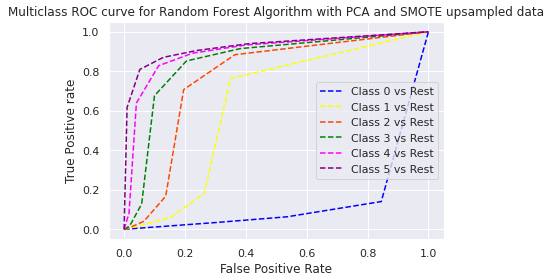 Multiclass ROC curve for Random Forest Algorithm with PCA and SMOTE upsampled data
1.0
0.8
0.6
0.4
0.2
0.0
True Positive rate
Class 0 vs Rest
Class 1 vs Rest
Class 2 vs Rest
Class 3 vs Rest
Class 4 vs Rest
Class 5 vs Rest
0.0 0.2 0.4 0.6 0.8 1.0
False Positive Rate